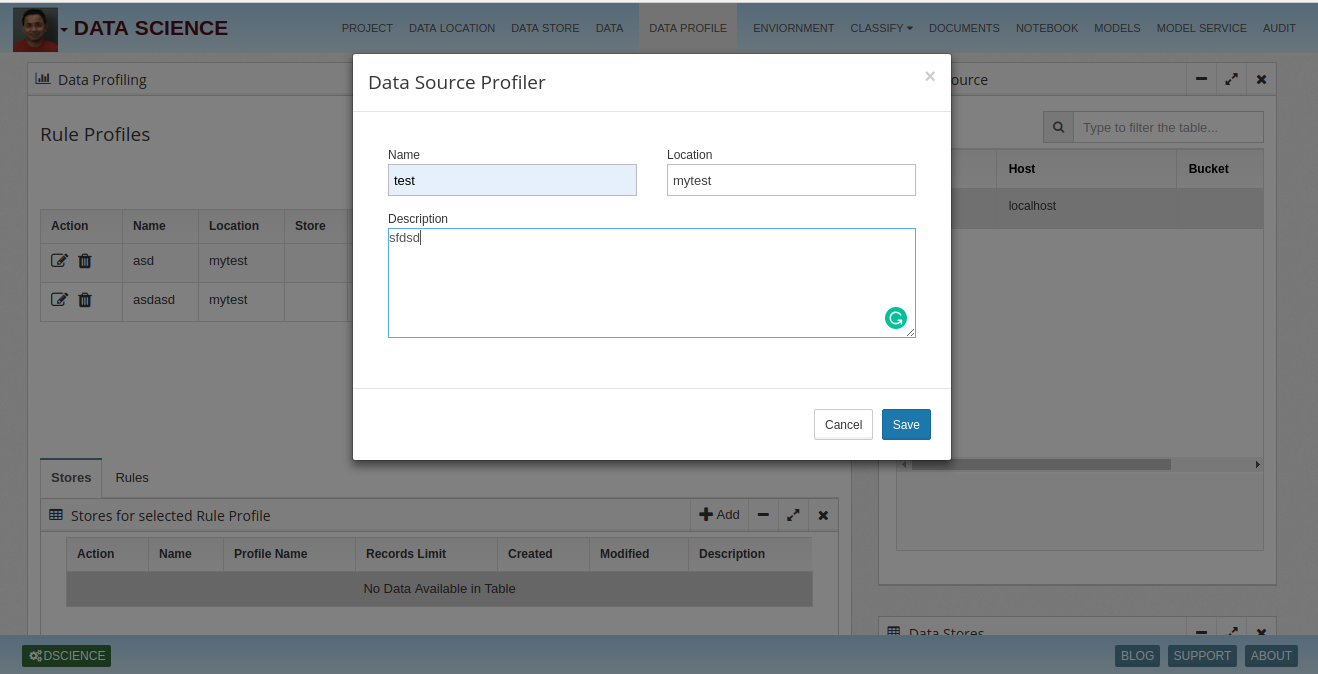 DATA SCIENCE
PROJECT DATA LOCATION DATA STORE DATA DATA PROFILE ENVIORNMENT CLASSIFY DOCUMENTS NOTEBOOK MODELS MODEL SERVICE AUDIT
Data Profiling
Rule Profiles
Action Name Location Store
asd mytest
asdasd mytest
Data Source Profiler
×
Name Location
test mytest
Description
sfdsd
Cancel Save
ource
Type to filter the table...
Host Bucket
localhost
Stores Rules
Stores for selected Rule Profile Add
Action Name Profile Name Records Limit Created Modified Description
No Data Available in Table
Data Stores
DSCIENCE BLOG SUPPORT ABOUT